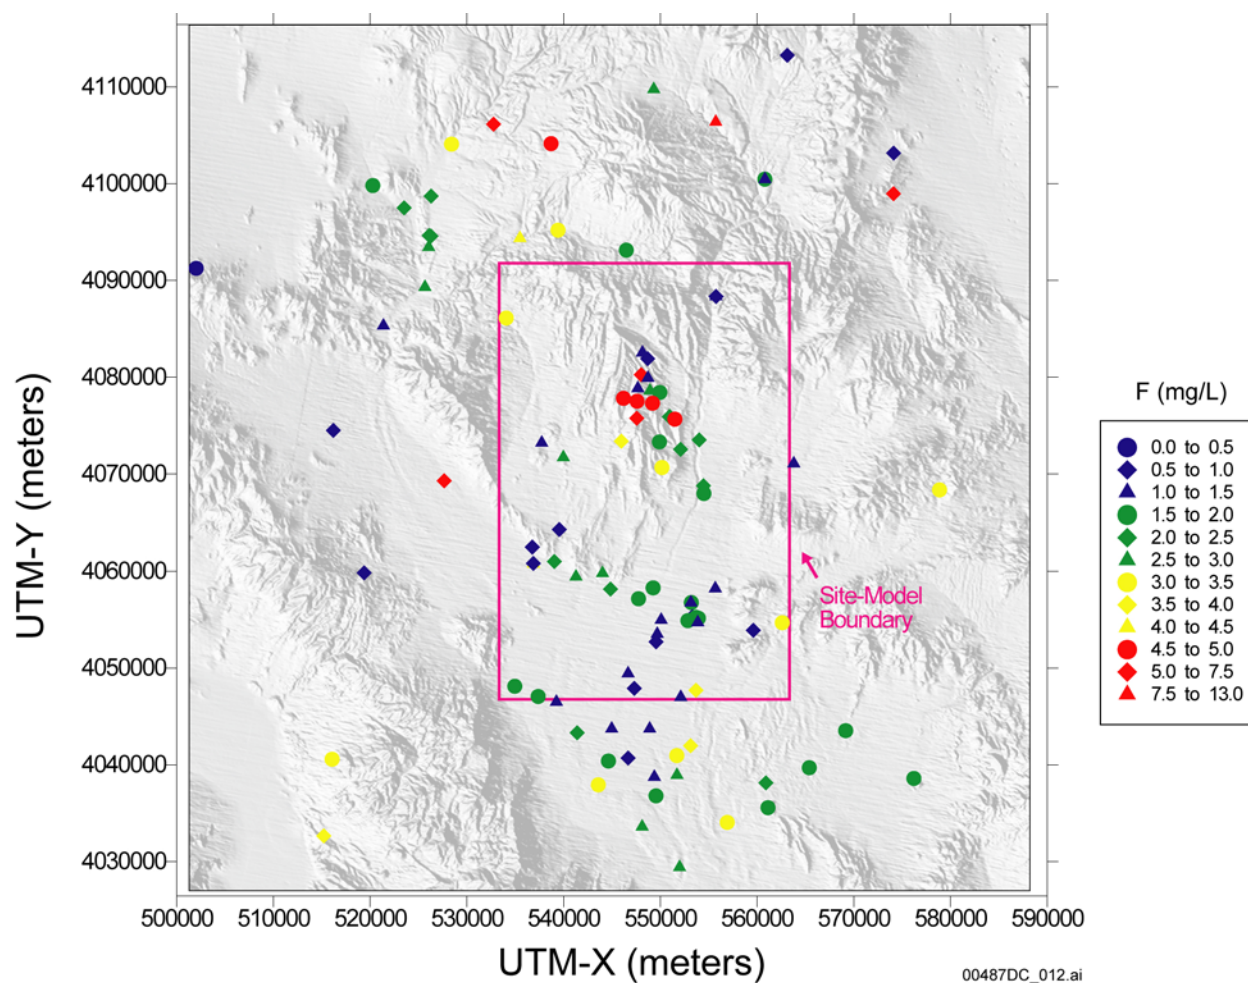 4110000
4100000
4090000
4080000
4070000
4060000
4050000
4040000
4030000
UTM-Y (meters)
500000 510000 520000 530000 540000 550000 560000 570000 580000 590000
UTM-X (meters)
Site-Model
Boundary
F (mg/L)
0.0 to 0.5
0.5 to 1.0
1.0 to 1.5
1.5 to 2.0
2.0 to 2.5
2.5 to 3.0
3.0 to 3.5
3.5 to 4.0
4.0 to 4.5
4.5 to 5.0
5.0 to 7.5
7.5 to 13.0
00487DC_012.ai